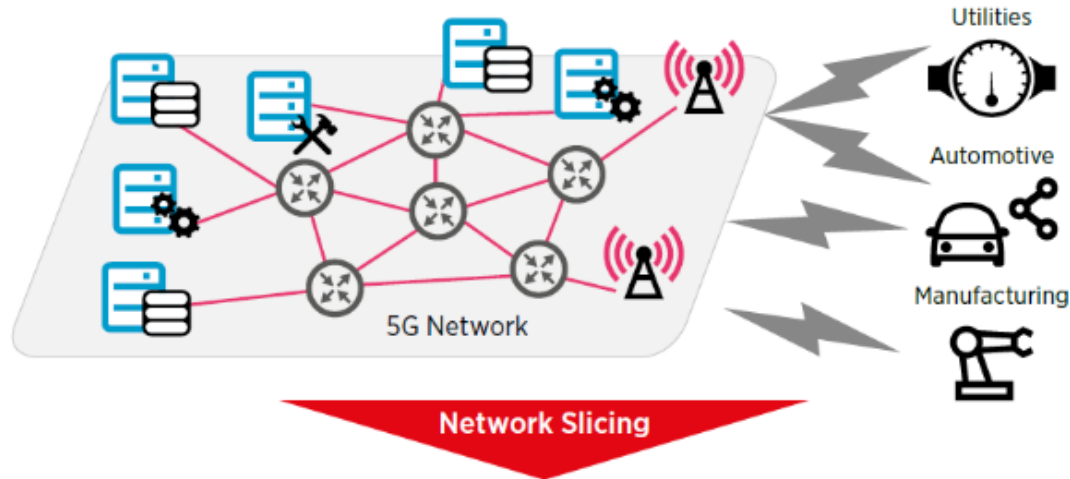 Utilities
Automotive
Manufacturing
5G Network
Network Slicing